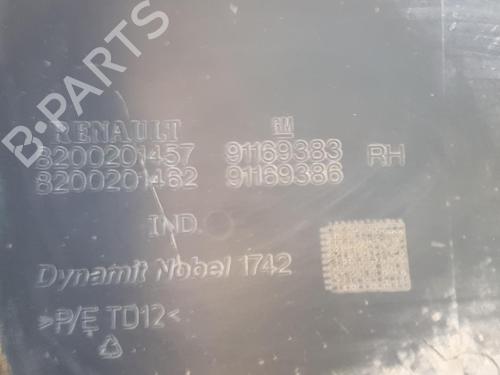 B-PARTS
RENAULT GM
8200201457 91169383 RH
8200201462 91169386
IND.
Dynamit Nobel 1742
>P/E TD12<